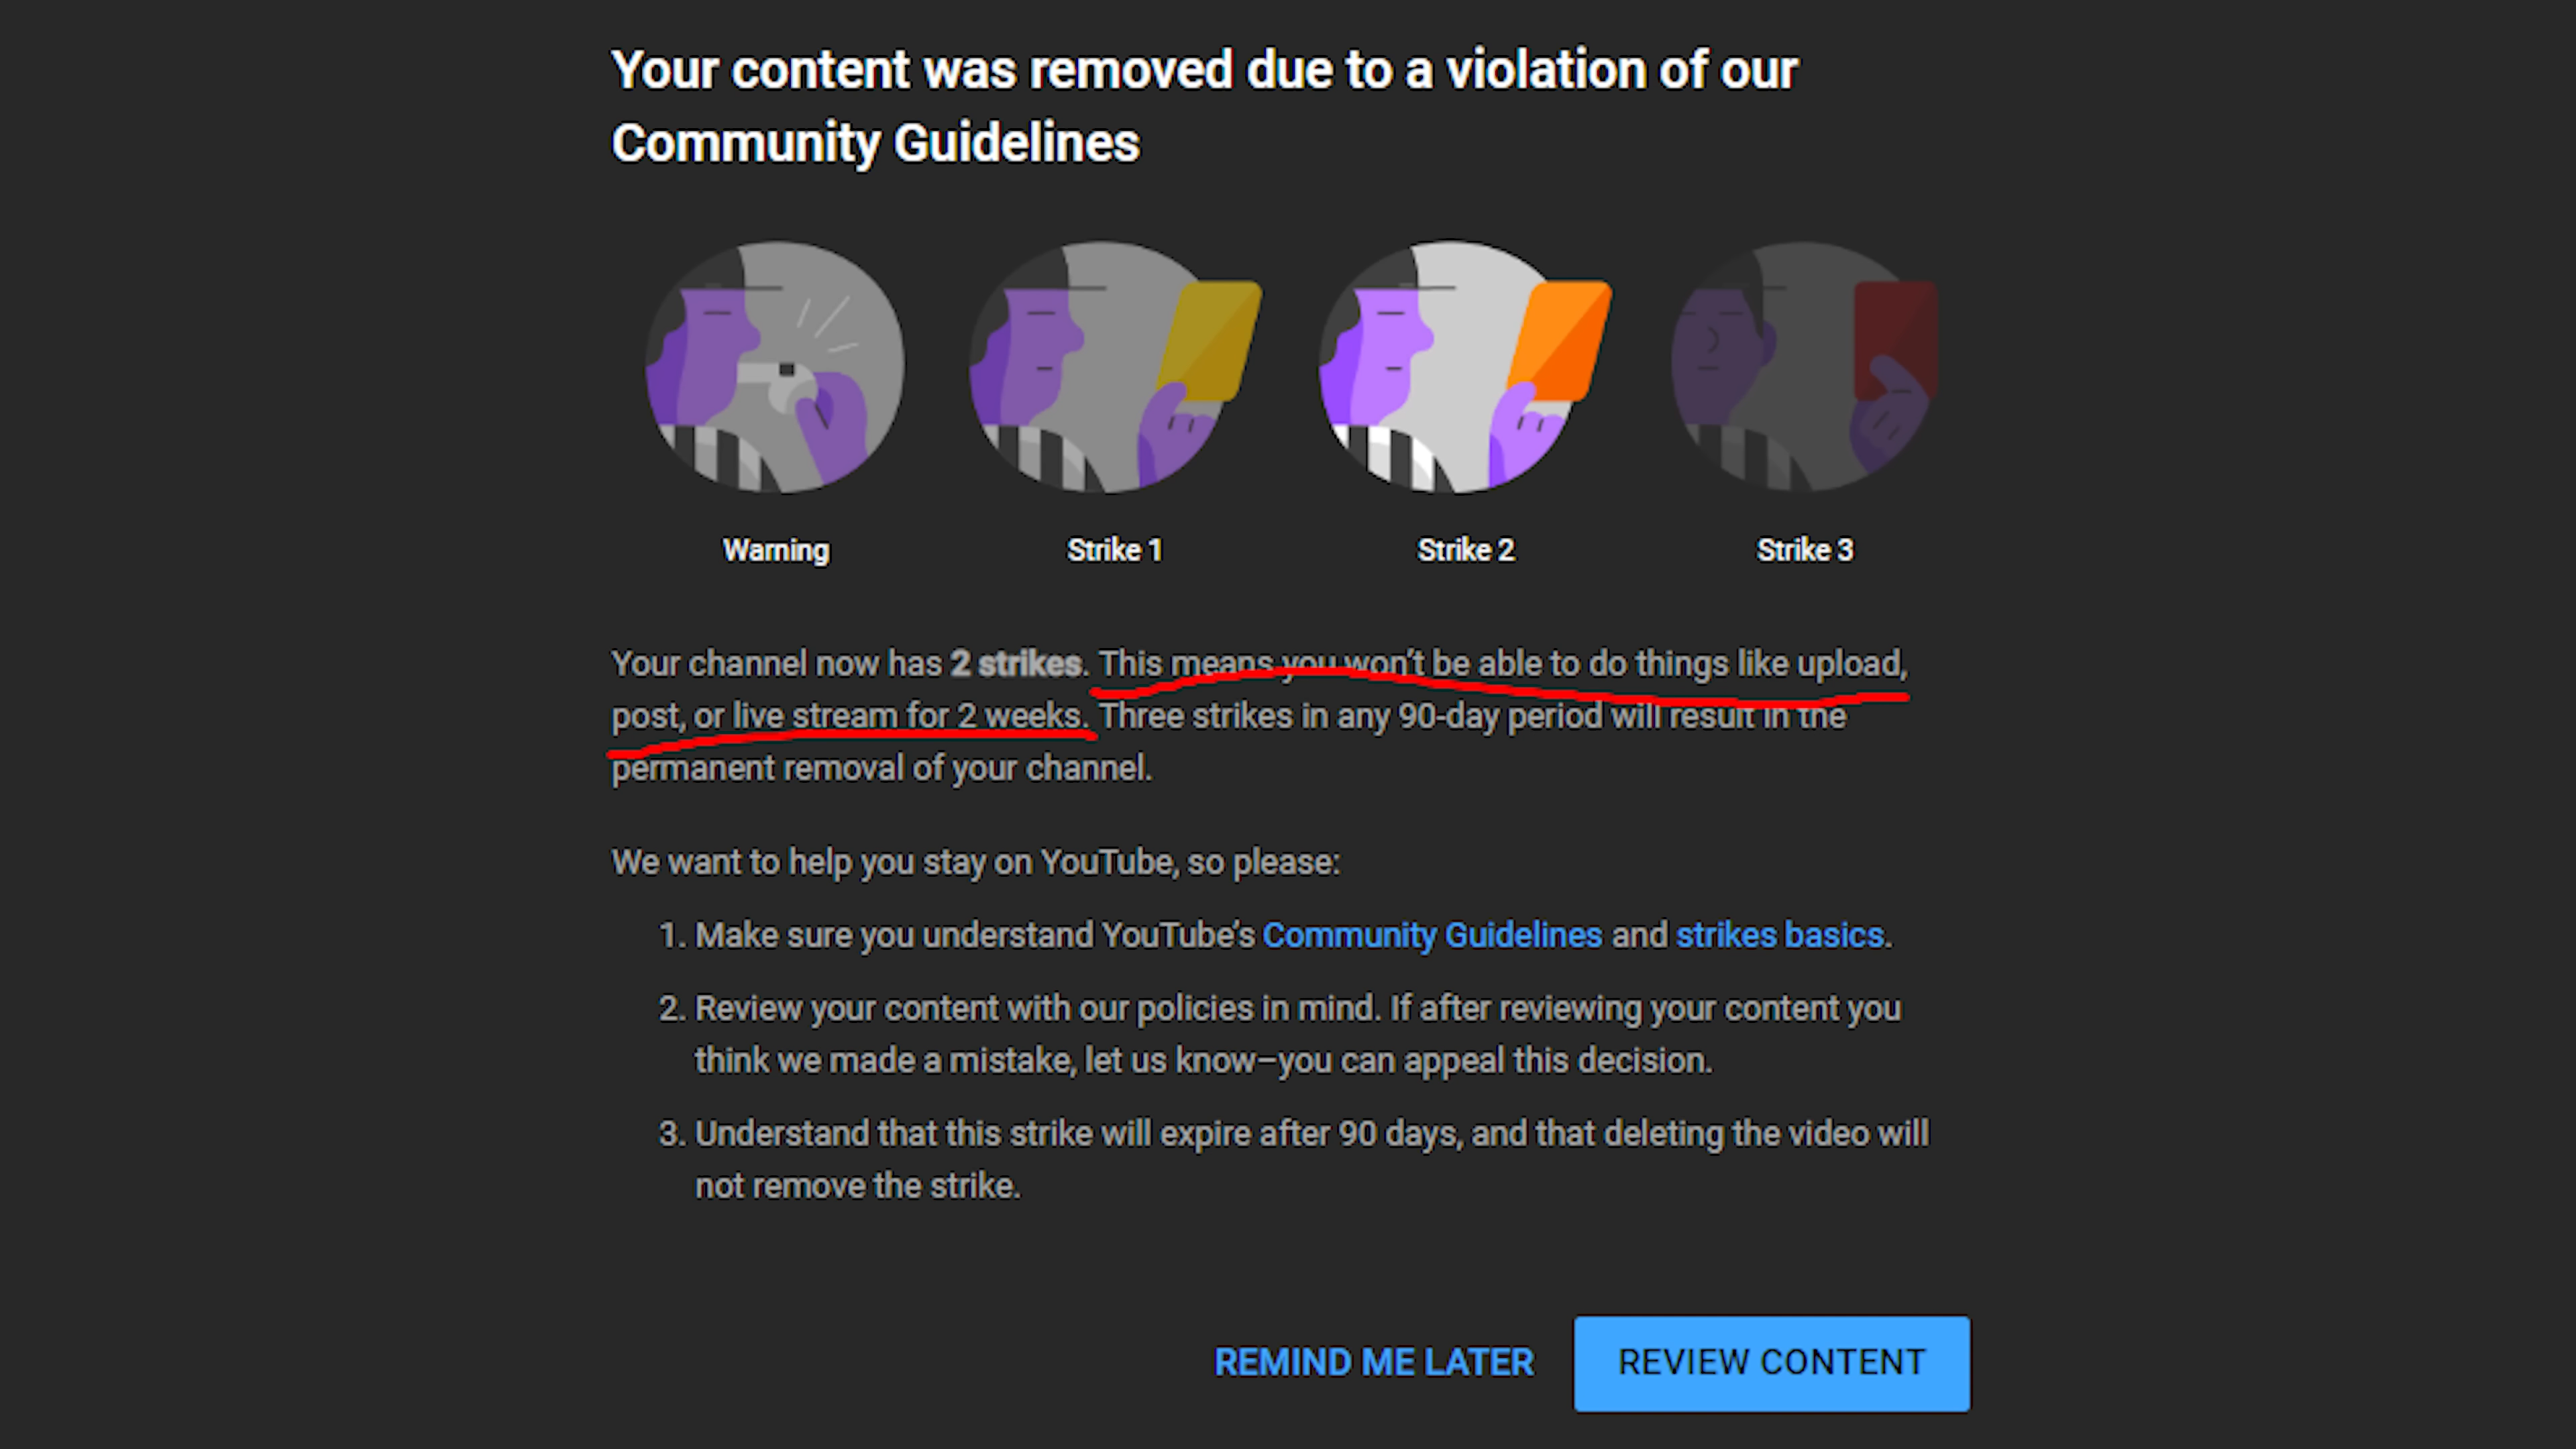 Your content was removed due to a violation of our
Community Guidelines
Warning
Strike 1
Strike 2
Strike 3
Your channel now has 2 strikes. This means you won't be able to do things like upload,
post, or live stream for 2 weeks. Three strikes in any 90-day period will result in the
permanent removal of your channel.
We want to help you stay on YouTube, so please:
1. Make sure you understand YouTube's Community Guidelines and strikes basics.
2. Review your content with our policies in mind. If after reviewing your content you
think we made a mistake, let us know–you can appeal this decision.
3. Understand that this strike will expire after 90 days, and that deleting the video will
not remove the strike.
REMIND ME LATER
REVIEW CONTENT